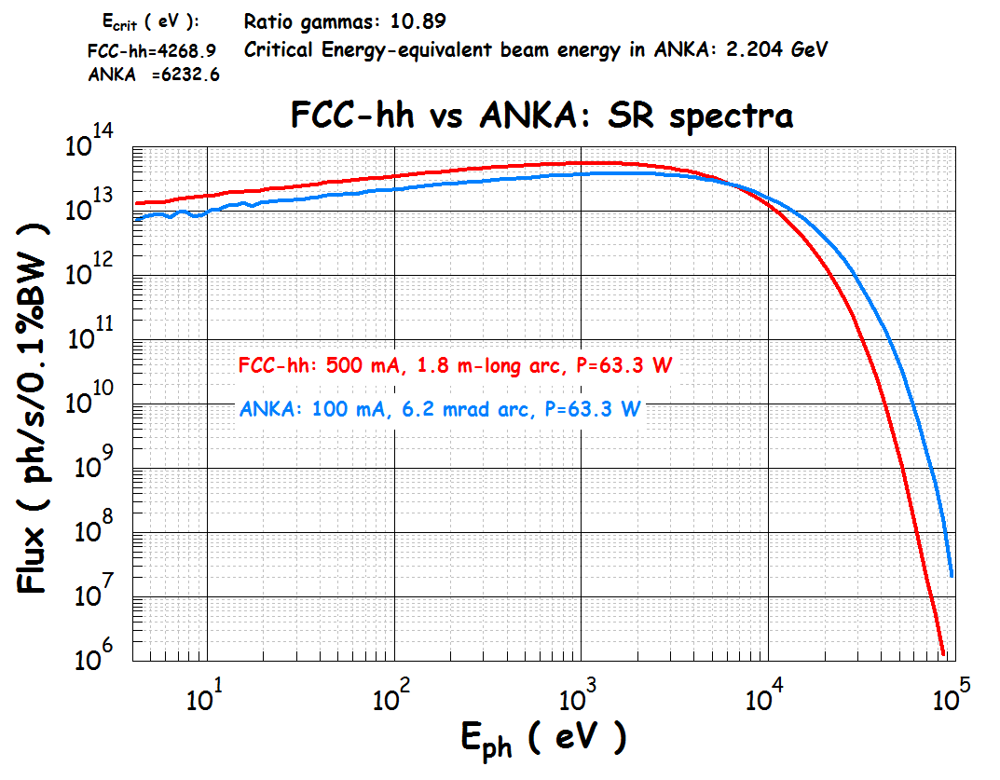 E_crit ( eV ):
FCC-hh=4268.9
ANKA =6232.6
Ratio gammas: 10.89
Critical Energy-equivalent beam energy in ANKA: 2.204 GeV
FCC-hh vs ANKA: SR spectra
Flux ( ph/s/0.1%BW )
10^14
10^13
10^12
10^11
10^10
10^9
10^8
10^7
10^6
FCC-hh: 500 mA, 1.8 m-long arc, P=63.3 W
ANKA: 100 mA, 6.2 mrad arc, P=63.3 W
10^1 10^2 10^3 10^4 10^5
E_ph ( eV )